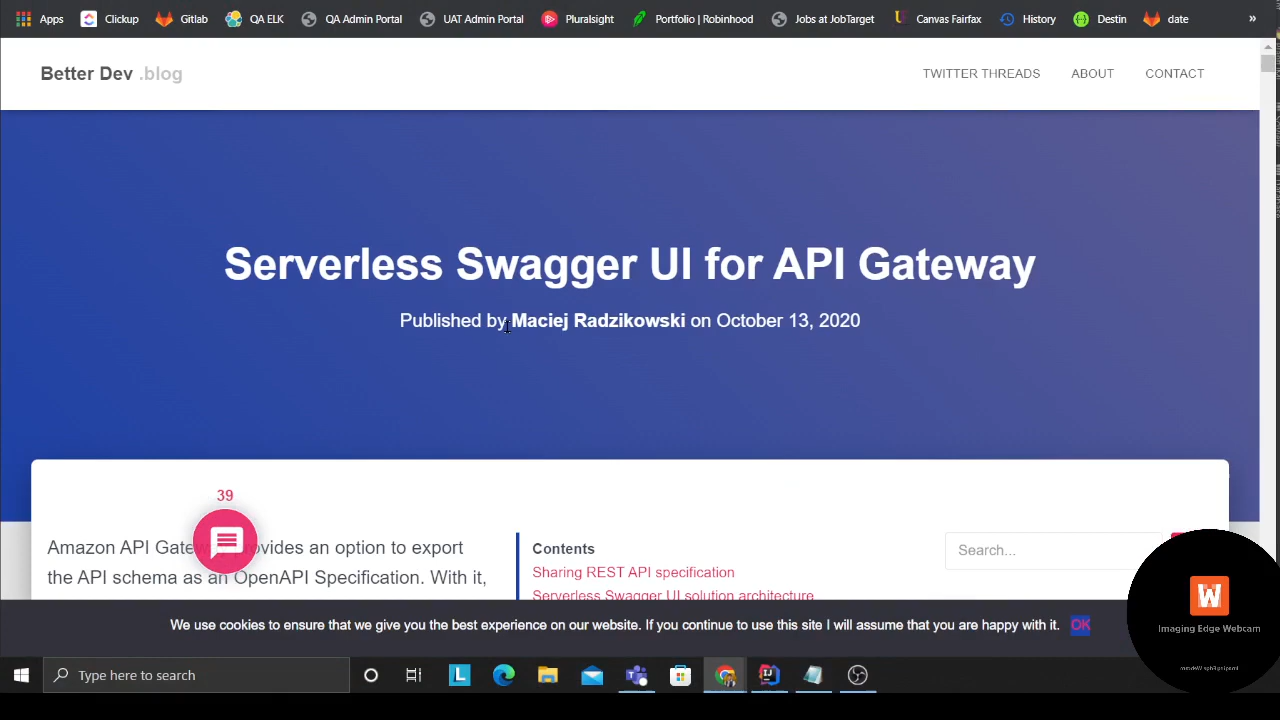 Apps Clickup Gitlab QA ELK QA Admin Portal UAT Admin Portal Pluralsight Portfolio | Robinhood Jobs at JobTarget Canvas Fairfax History Destin date »
Better Dev .blog TWITTER THREADS ABOUT CONTACT
Serverless Swagger UI for API Gateway
Published by Maciej Radzikowski on October 13, 2020
39
Amazon API Gateway provides an option to export
the API schema as an OpenAPI Specification. With it,
Contents
Sharing REST API specification
Serverless Swagger UI solution architecture
Search...
We use cookies to ensure that we give you the best experience on our website. If you continue to use this site I will assume that you are happy with it. OK
W
Imaging Edge Webcam
Type here to search
L